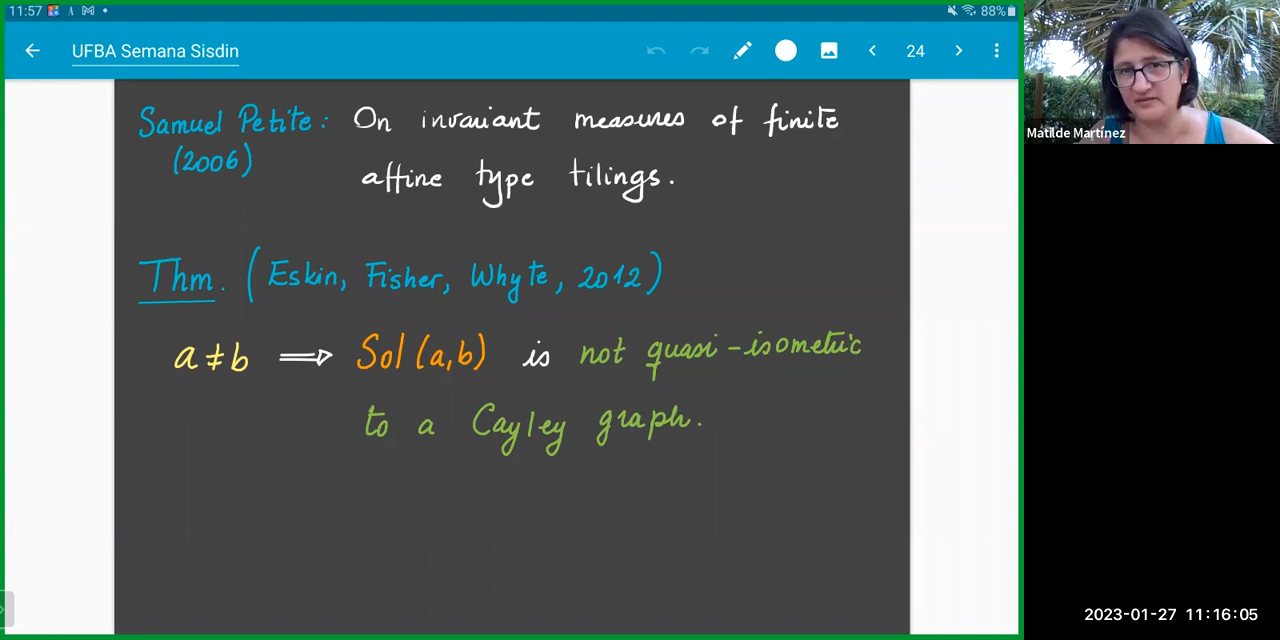 11:57
88%
UFBA Semana Sisdin
24
Samuel Petite: On invariant measures of finite
(2006) affine type tilings.
Thm. (Eskin, Fisher, Whyte, 2012)
a ≠ b ⟹ Sol(a,b) is not quasi-isometric
to a Cayley graph.
Matilde Martínez
2023-01-27 11:16:05